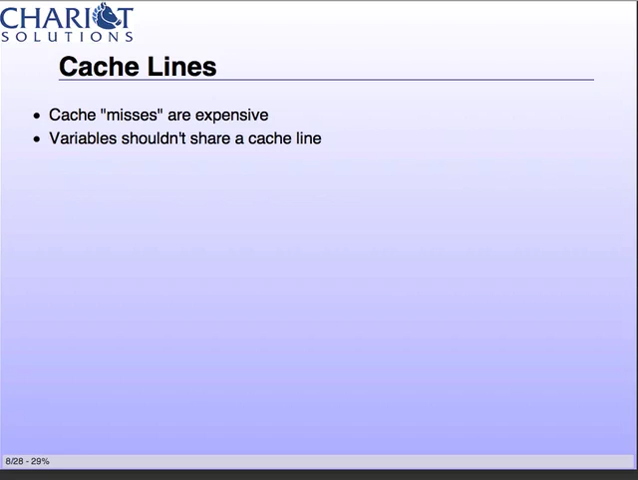 CHARIOT
SOLUTIONS
Cache Lines
• Cache "misses" are expensive
• Variables shouldn't share a cache line
8/28 - 29%